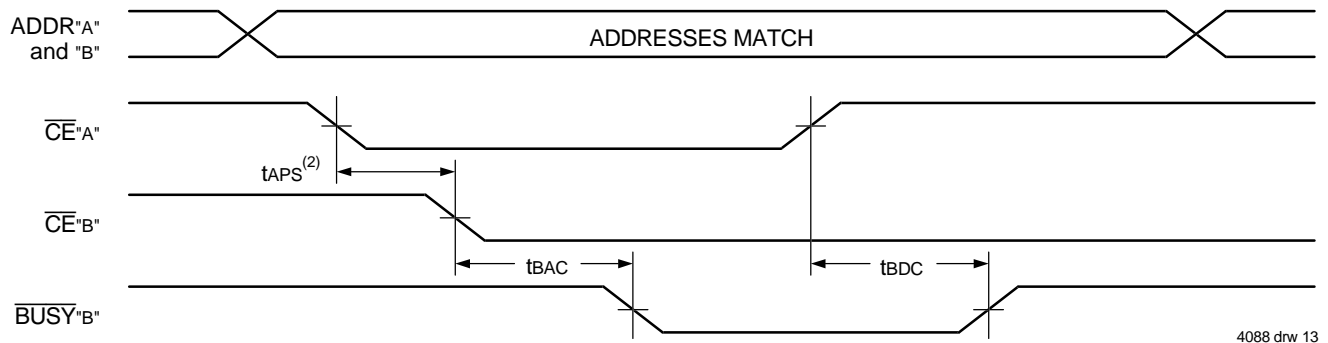 ADDR"A"
and "B"
ADDRESSES MATCH
CE"A"
tAPS(2)
CE"B"
tBAC
tBDC
BUSY"B"
4088 drw 13